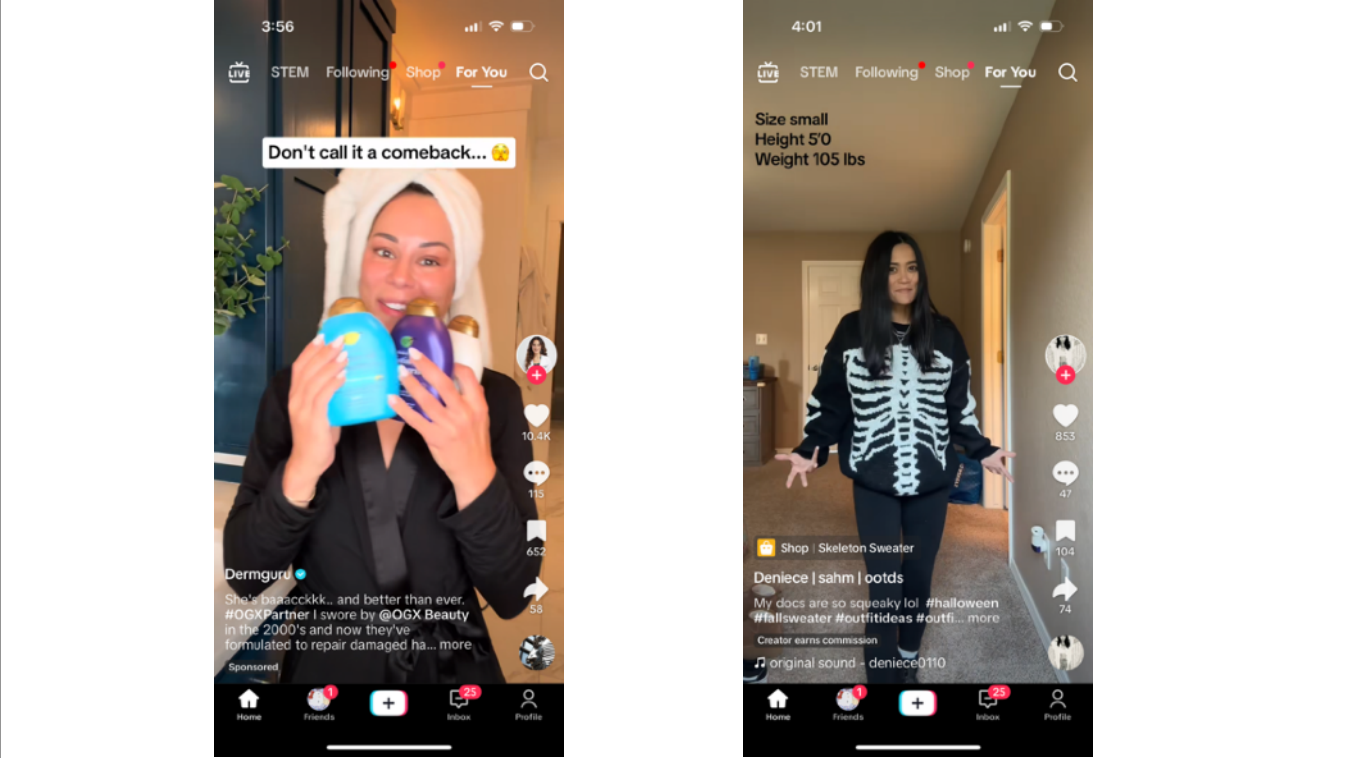 3:56
LIVE STEM Following Shop For You
Don't call it a comeback...
10.4K
115
652
58
Dermguru
She's baaacckkk.. and better than ever.
#OGXPartner I swore by @OGX Beauty
in the 2000's and now they've
formulated to repair damaged ha... more
Sponsored
1
25
Home Friends Inbox Profile
4:01
LIVE STEM Following Shop For You
Size small
Height 5'0
Weight 105 lbs
853
47
104
74
Shop | Skeleton Sweater
Deniece | sahm | ootds
My docs are so squeaky lol #halloween
#fallsweater #outfitideas #outfi... more
Creator earns commission
original sound - deniece0110
1
25
Home Friends Inbox Profile